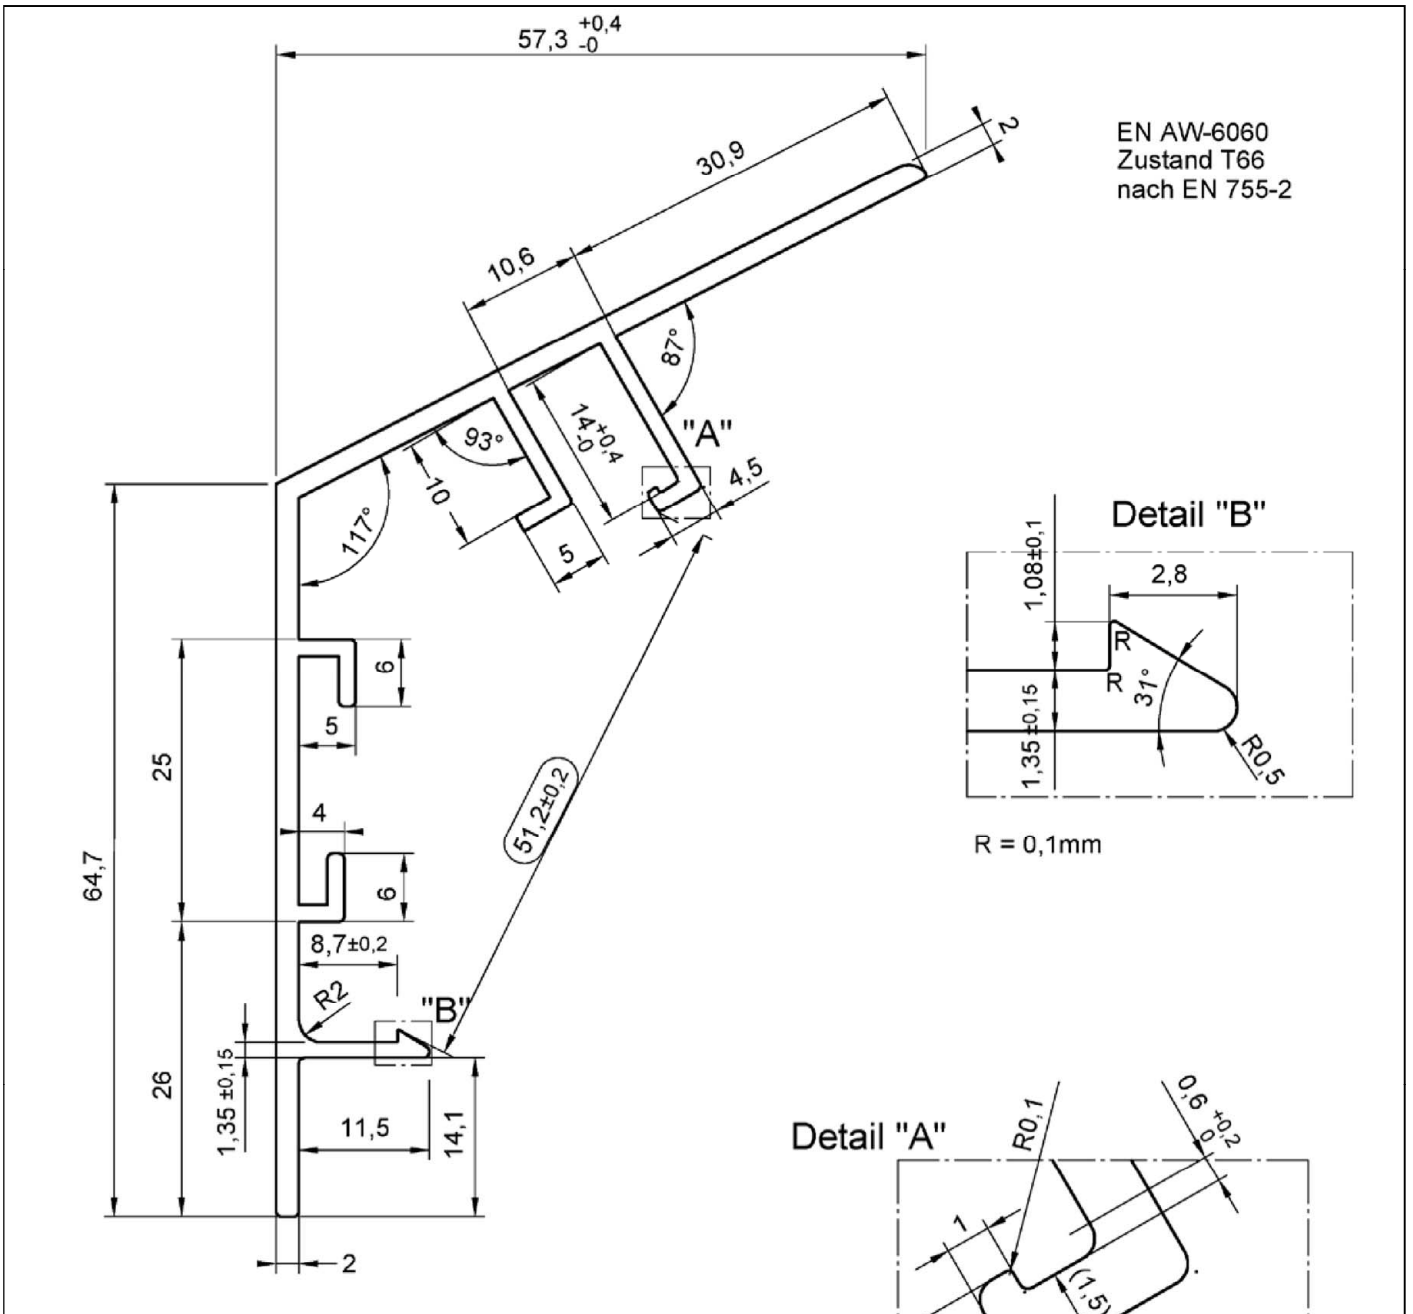 57,3 +0,4 -0
30,9
2
EN AW-6060
Zustand T66
nach EN 755-2
10,6
87°
93°
14 +0,4 -0
"A"
10
4,5
117°
5
Detail "B"
1,08±0,1
2,8
R
R
31°
1,35±0,15
R0,5
R = 0,1mm
6
5
25
4
51,2±0,2
64,7
6
8,7±0,2
R2
"B"
1,35±0,15
26
11,5
14,1
2
Detail "A"
R0,1
0,6 +0,2 0
1
(1,5)